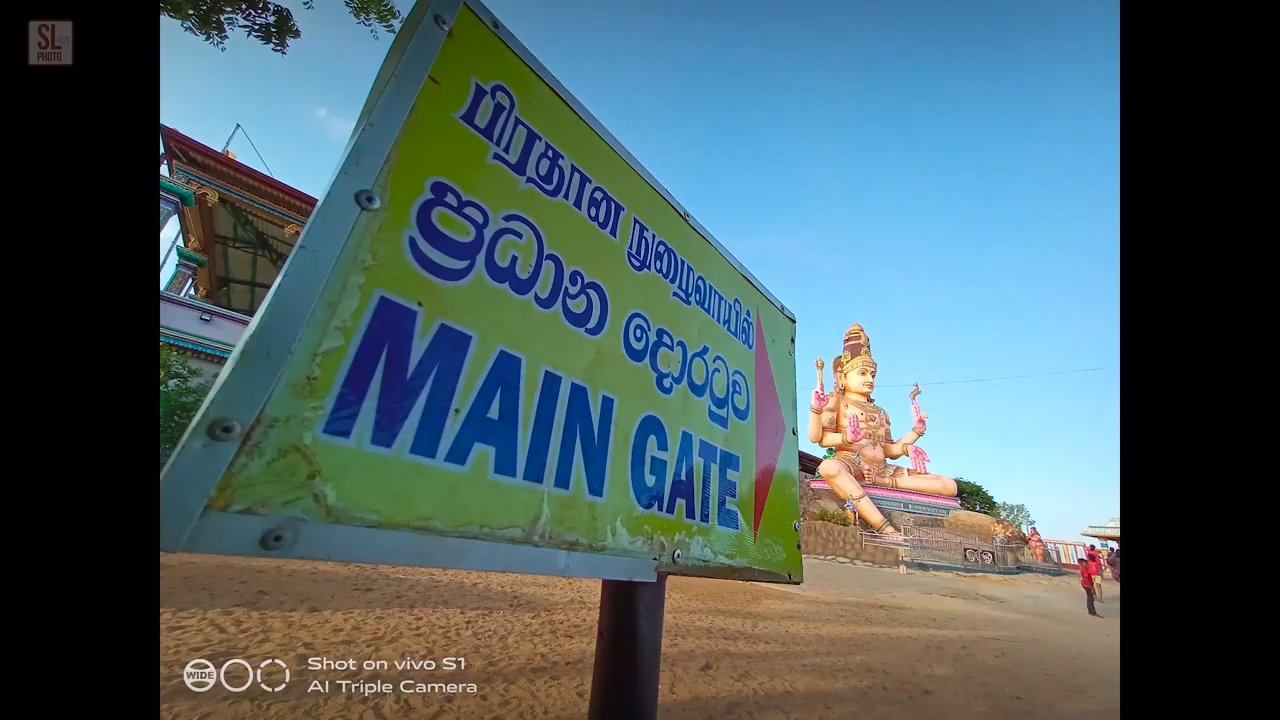 SL
PHOTO
பிரதான நுழைவாயில்
ප්‍රධාන දොරටුව
MAIN GATE
WIDE
Shot on vivo S1
AI Triple Camera